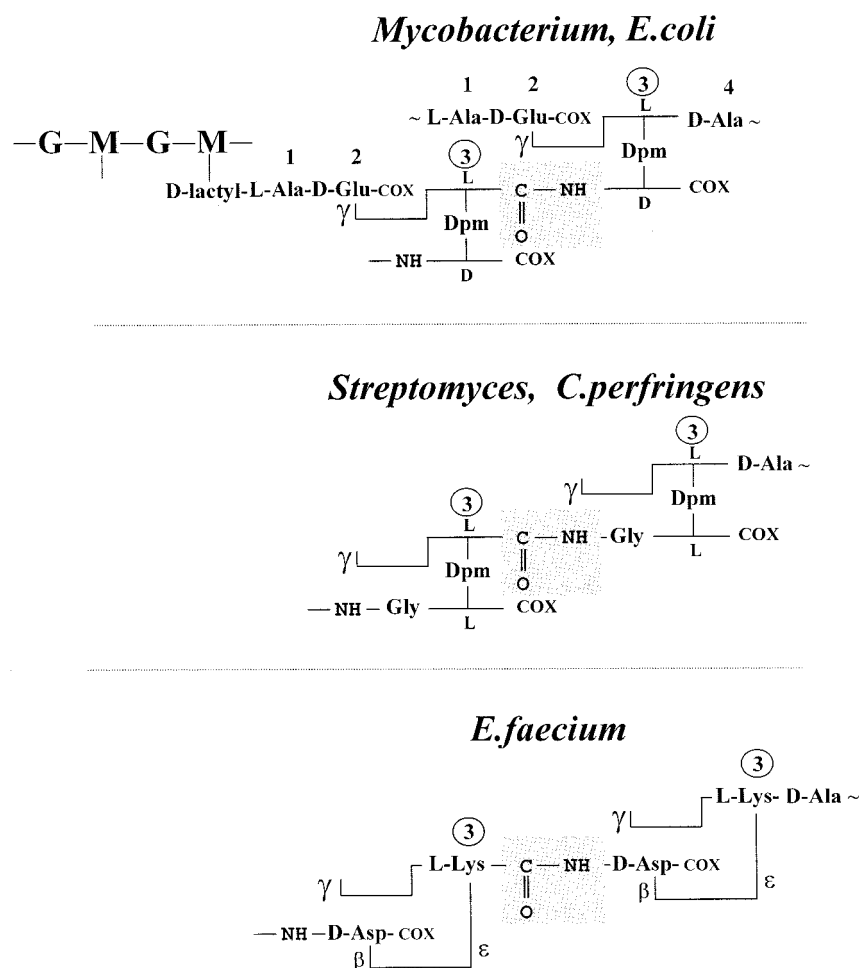 Mycobacterium, E.coli
1 2 3 4
~ L-Ala-D-Glu-COX L D-Ala ~
γ Dpm
—G—M—G—M—
1 2 3
D-lactyl-L-Ala-D-Glu-COX L C — NH COX
γ Dpm O D
— NH D COX
Streptomyces, C.perfringens
3
L D-Ala ~
γ Dpm
3
L C — NH - Gly L COX
γ Dpm O
— NH — Gly L COX
E.faecium
3
L-Lys- D-Ala ~
γ
3
L-Lys — C — NH — D-Asp- COX
γ O β ε
— NH — D-Asp- COX
β ε